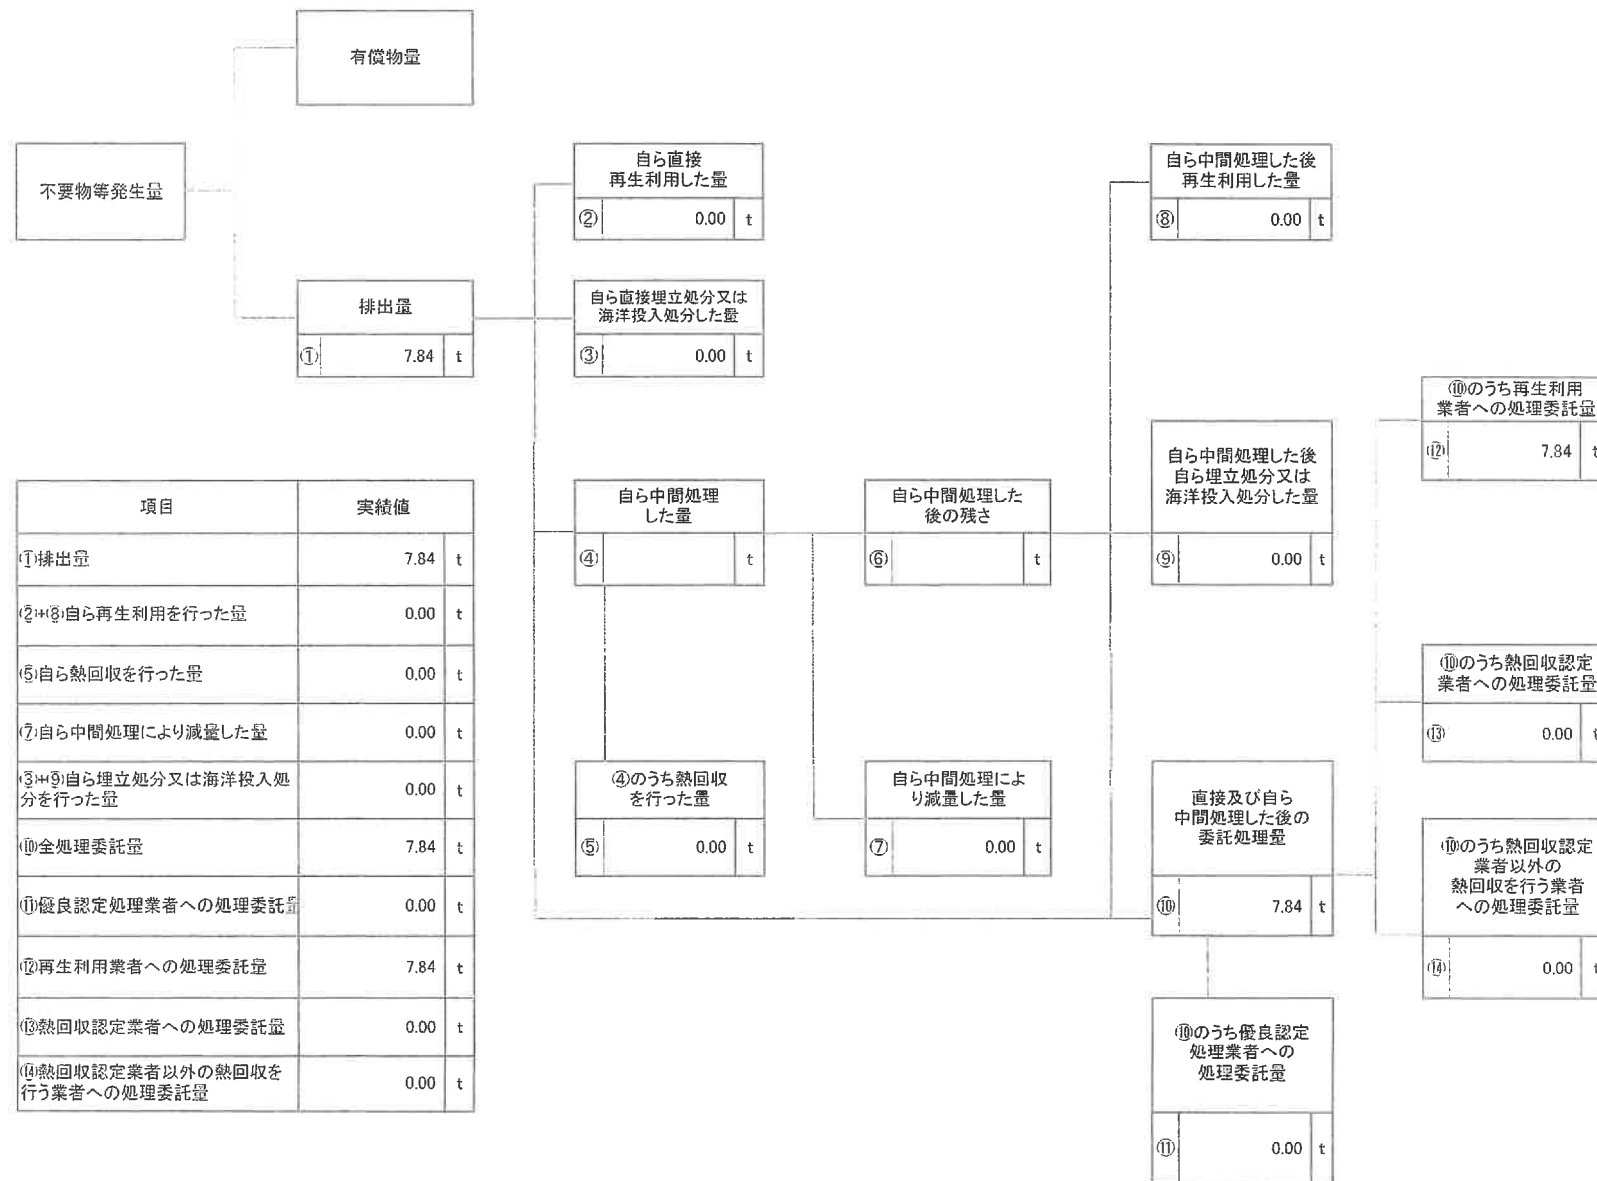 有償物量
不要物等発生量
排出量
① 7.84 t
自ら直接
再生利用した量
② 0.00 t
自ら直接埋立処分又は
海洋投入処分した量
③ 0.00 t
自ら中間処理
した量
④ t
④のうち熱回収
を行った量
⑤ 0.00 t
自ら中間処理した
後の残さ
⑥ t
自ら中間処理によ
り減量した量
⑦ 0.00 t
自ら中間処理した後
再生利用した量
⑧ 0.00 t
自ら中間処理した後
自ら埋立処分又は
海洋投入処分した量
⑨ 0.00 t
直接及び自ら
中間処理した後の
委託処理量
⑩ 7.84 t
⑩のうち優良認定
処理業者への
処理委託量
⑪ 0.00 t
⑩のうち再生利用
業者への処理委託量
⑫ 7.84 t
⑩のうち熱回収認定
業者への処理委託量
⑬ 0.00 t
⑩のうち熱回収認定
業者以外の
熱回収を行う業者
への処理委託量
⑭ 0.00 t
項目 実績値
①排出量 7.84 t
②+⑧自ら再生利用を行った量 0.00 t
⑤自ら熱回収を行った量 0.00 t
⑦自ら中間処理により減量した量 0.00 t
③+⑨自ら埋立処分又は海洋投入処
分を行った量 0.00 t
⑩全処理委託量 7.84 t
⑪優良認定処理業者への処理委託量 0.00 t
⑫再生利用業者への処理委託量 7.84 t
⑬熱回収認定業者への処理委託量 0.00 t
⑭熱回収認定業者以外の熱回収を
行う業者への処理委託量 0.00 t